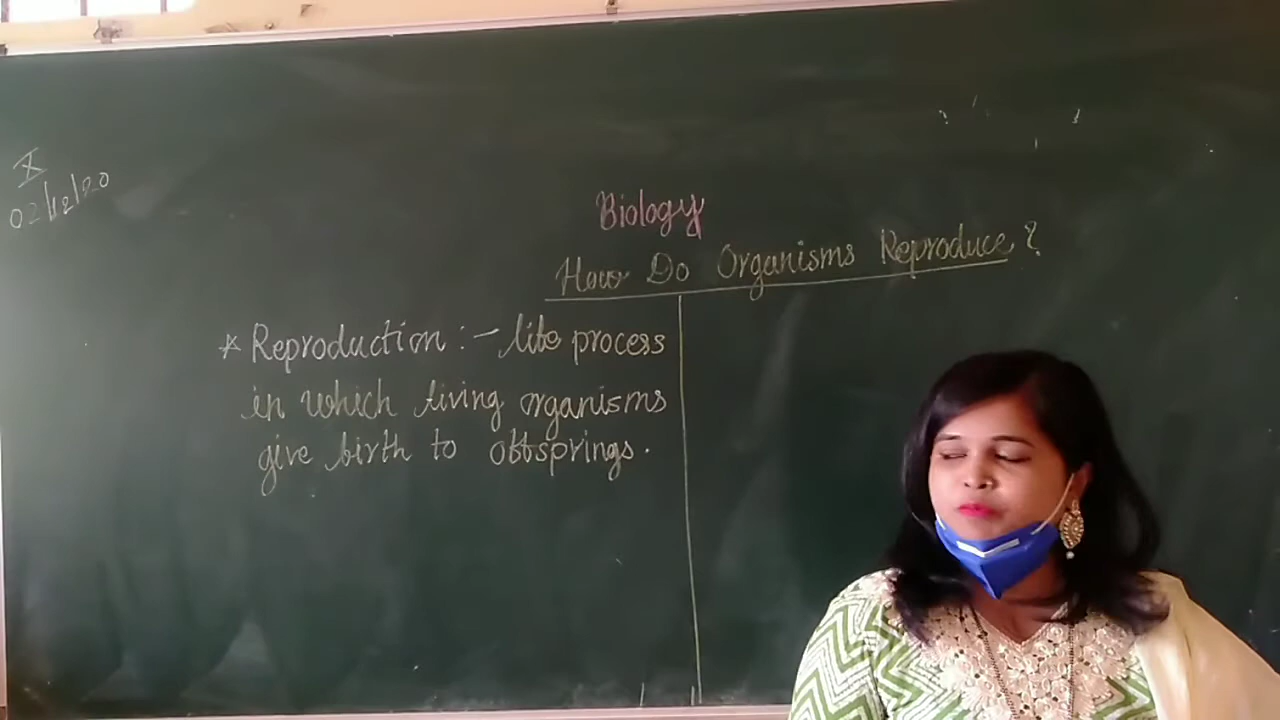 X
02/12/20
Biology
How Do Organisms Reproduce?
* Reproduction :- life process
in which living organisms
give birth to offsprings.